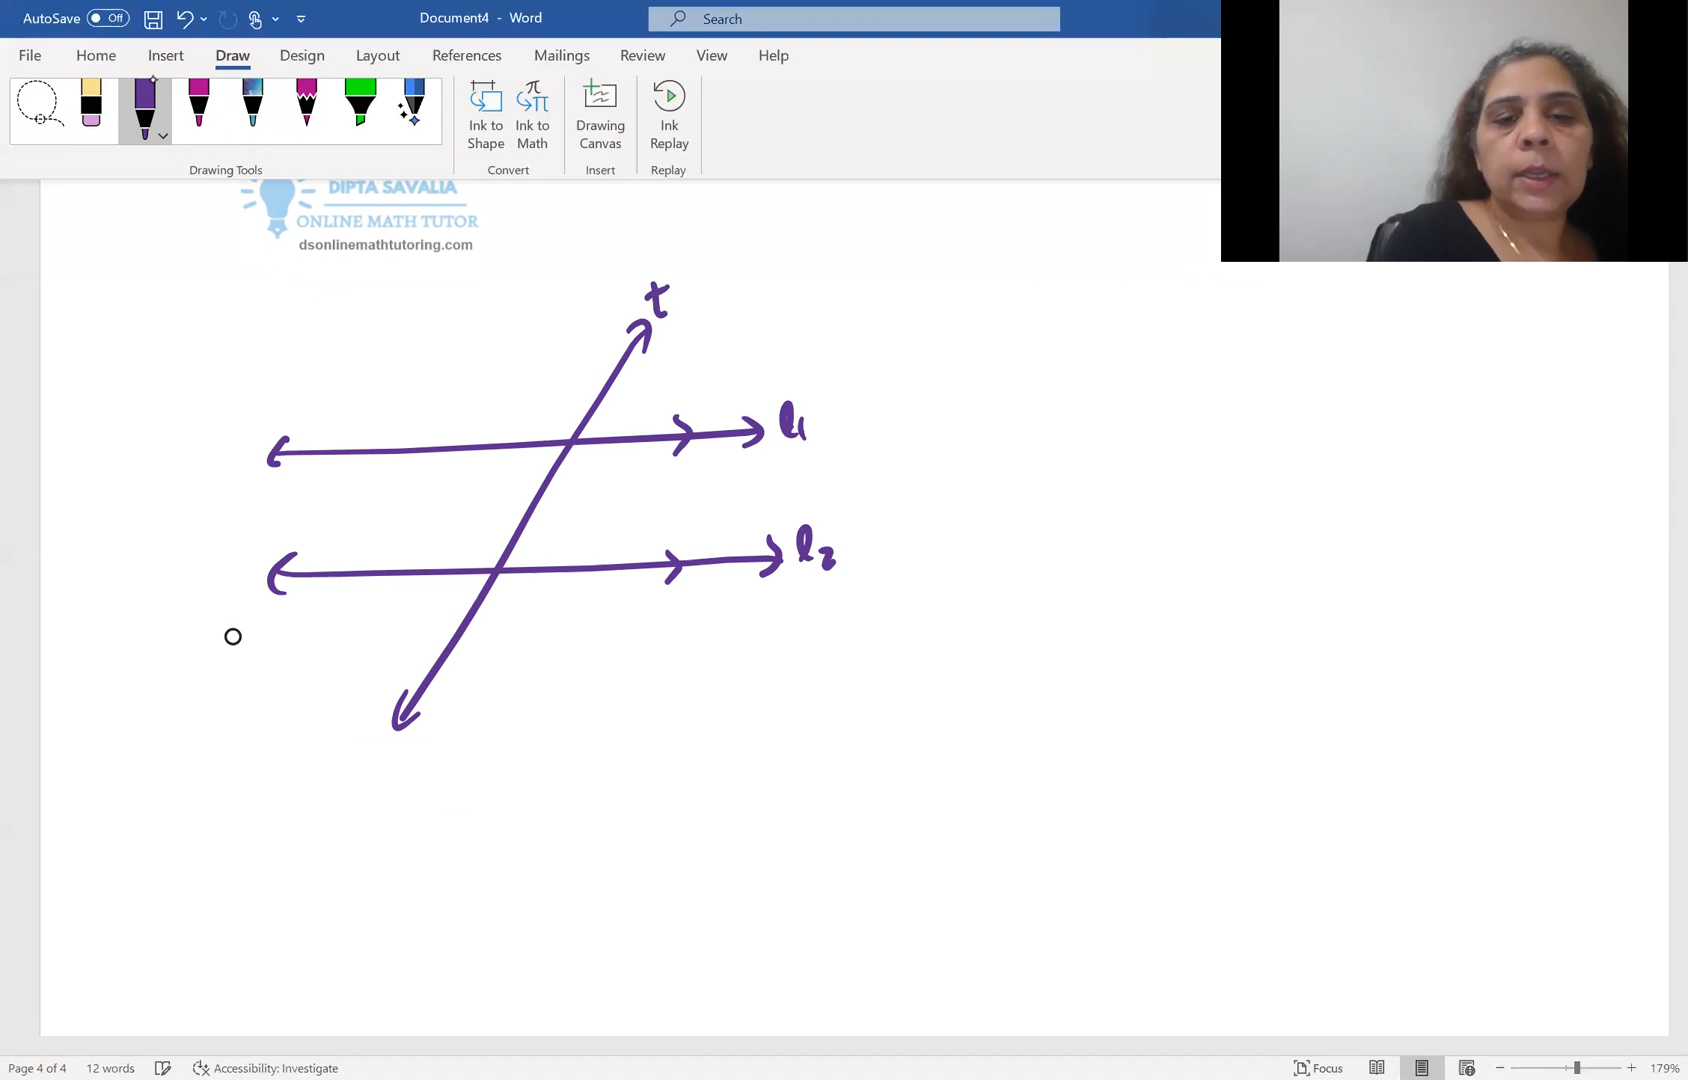 AutoSave Off Document4 - Word Search
File Home Insert Draw Design Layout References Mailings Review View Help
Ink to Shape
Ink to Math
Drawing Canvas
Ink Replay
Drawing Tools Convert Insert Replay
DIPTA SAVALIA
ONLINE MATH TUTOR
dsonlinemathtutoring.com
t
l1
l2
Page 4 of 4 12 words Accessibility: Investigate Focus 179%